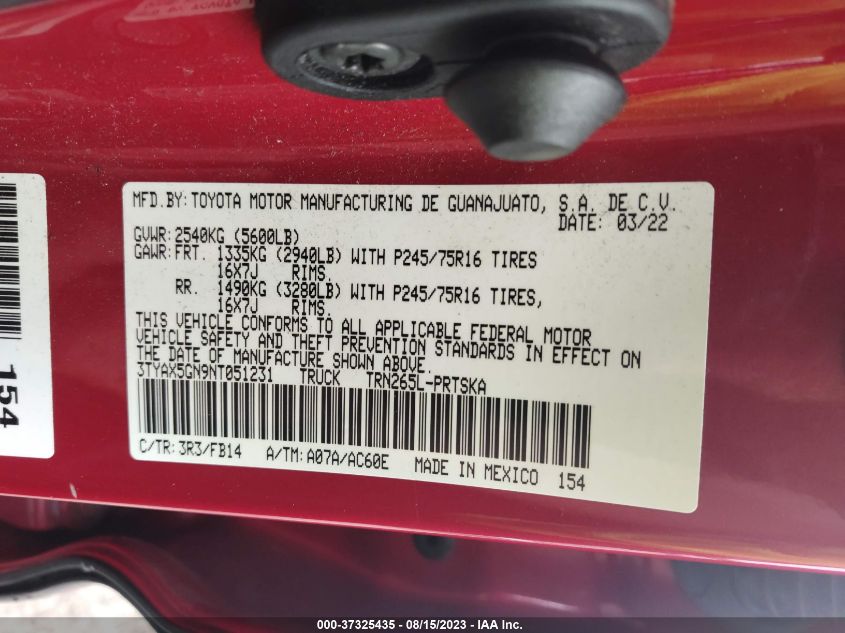 MFD.BY: TOYOTA MOTOR MANUFACTURING DE GUANAJUATO, S.A. DE C.V.
DATE: 03/22
GVWR: 2540KG (5600LB)
GAWR: FRT. 1335KG (2940LB) WITH P245/75R16 TIRES
16X7J RIMS.
RR. 1490KG (3280LB) WITH P245/75R16 TIRES,
16X7J RIMS.
THIS VEHICLE CONFORMS TO ALL APPLICABLE FEDERAL MOTOR
VEHICLE SAFETY AND THEFT PREVENTION STANDARDS IN EFFECT ON
THE DATE OF MANUFACTURE SHOWN ABOVE.
3TYAX5GN9NT051231 TRUCK TRN265L-PRTSKA
C/TR: 3R3/FB14 A/TM: A07A/AC60E MADE IN MEXICO 154
154
000-37325435 - 08/15/2023 - Copyright IAA, Inc.